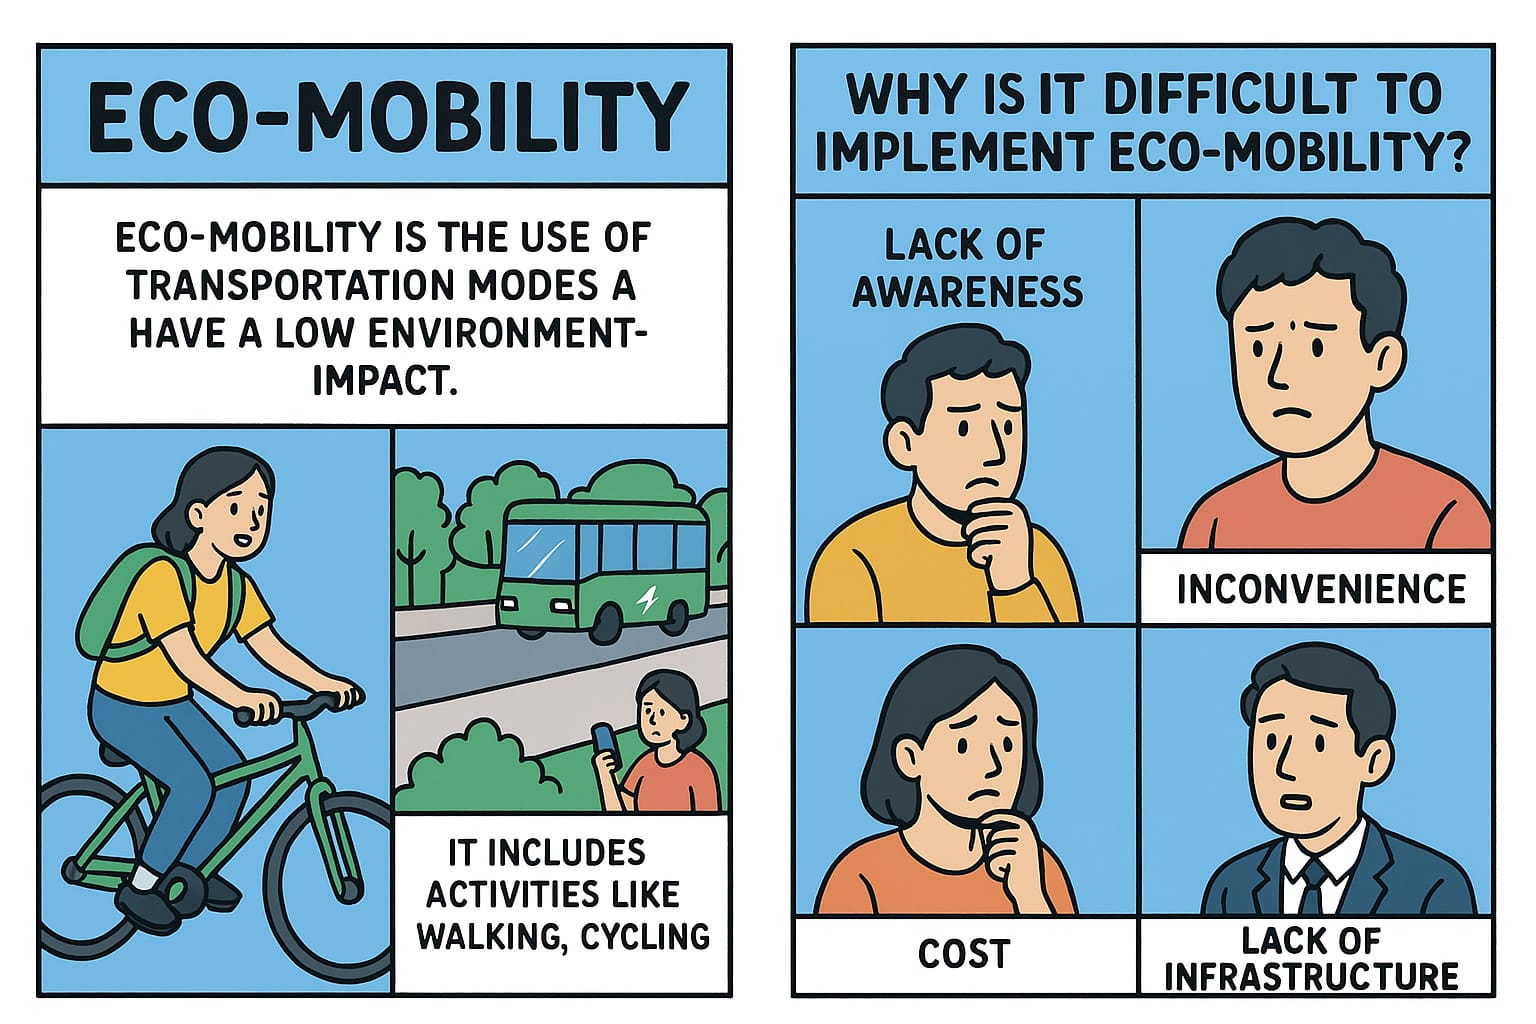 ECO-MOBILITY
ECO-MOBILITY IS THE USE OF
TRANSPORTATION MODES A
HAVE A LOW ENVIRONMENT-
IMPACT.
IT INCLUDES
ACTIVITIES LIKE
WALKING, CYCLING
WHY IS IT DIFFICULT TO
IMPLEMENT ECO-MOBILITY?
LACK OF
AWARENESS
INCONVENIENCE
COST
LACK OF
INFRASTRUCTURE